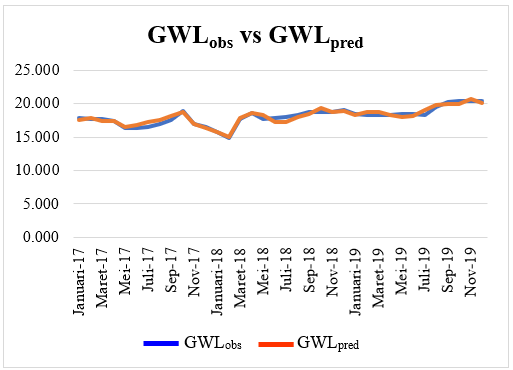 GWLobs vs GWLpred
25.000
20.000
15.000
10.000
5.000
0.000
Januari-17
Maret-17
Mei-17
Juli-17
Sep-17
Nov-17
Januari-18
Maret-18
Mei-18
Juli-18
Sep-18
Nov-18
Januari-19
Maret-19
Mei-19
Juli-19
Sep-19
Nov-19
GWLobs GWLpred